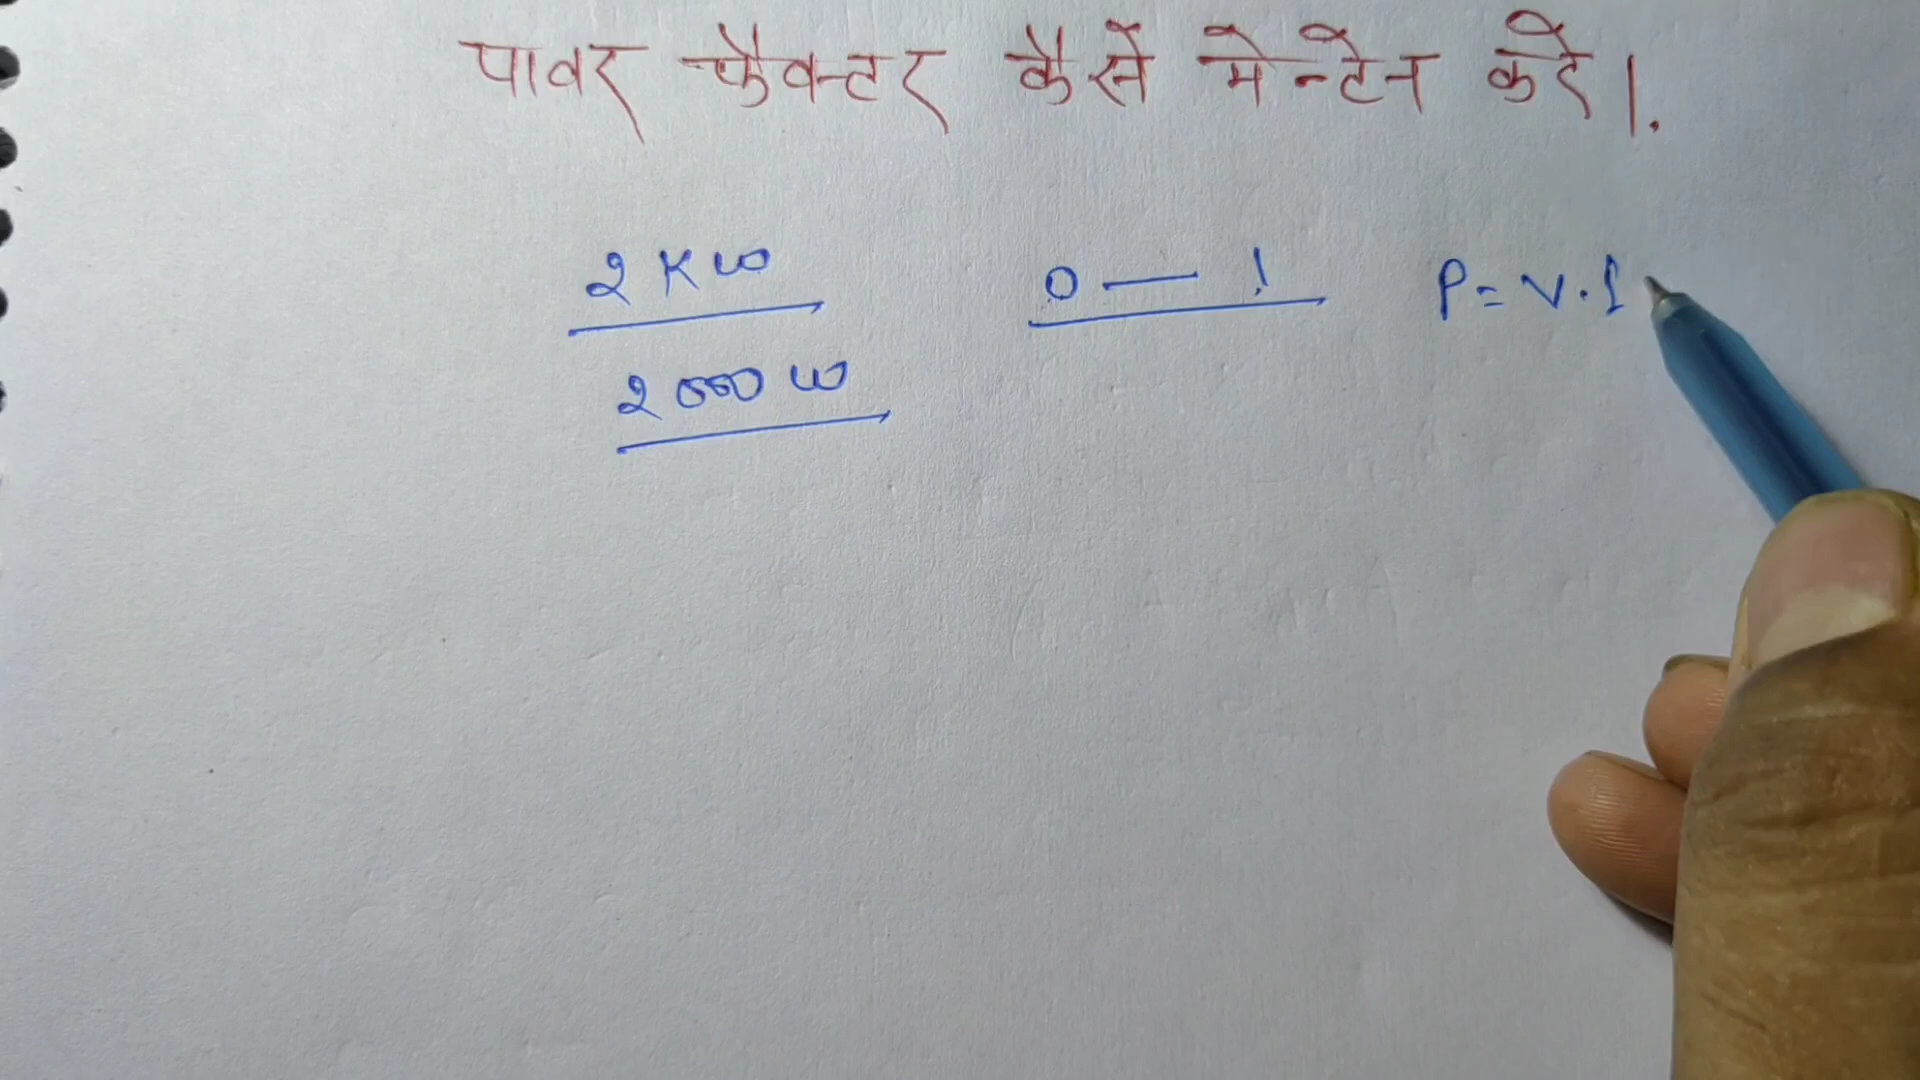 पावर फैक्टर कैसे मेन्टेन करे।.
2 KW 0 — 1 P = V.I
2000 W